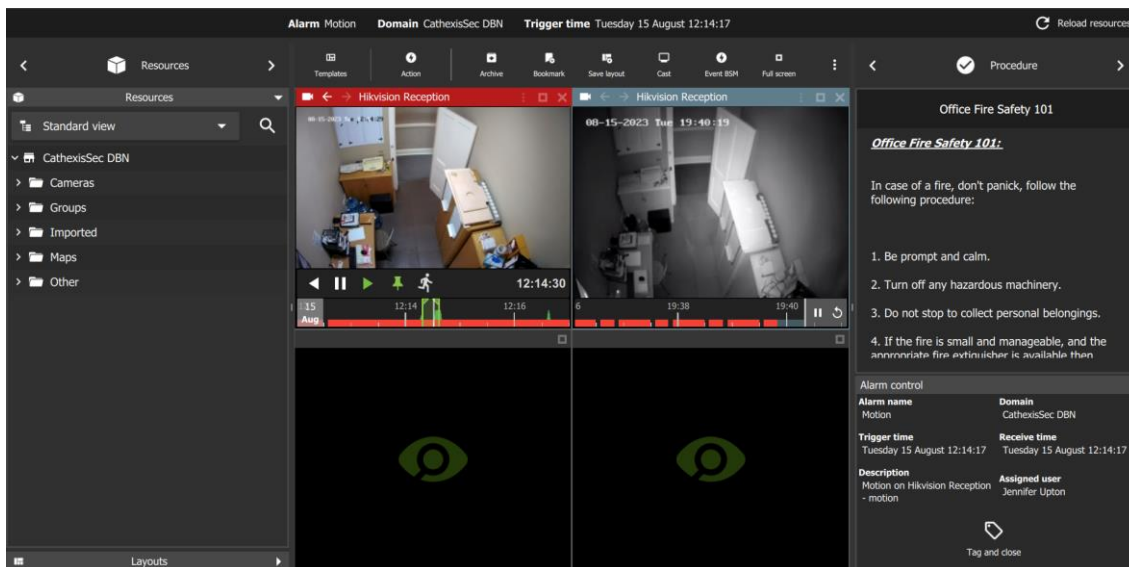 Alarm Motion Domain CathexisSec DBN Trigger time Tuesday 15 August 12:14:17 Reload resources
Resources
Resources
Standard view
CathexisSec DBN
Cameras
Groups
Imported
Maps
Other
Layouts
Templates Action Archive Bookmark Save layout Cast Event BSM Full screen
Hikvision Reception
12:14:30
15 12:14 12:16
Aug
Hikvision Reception
08-15-2023 Tue 19:40:19
6 19:38 19:40
Procedure
Office Fire Safety 101
Office Fire Safety 101:
In case of a fire, don't panick, follow the
following procedure:
1. Be prompt and calm.
2. Turn off any hazardous machinery.
3. Do not stop to collect personal belongings.
4. If the fire is small and manageable, and the
appropriate fire extiguisher is available then
Alarm control
Alarm name Domain
Motion CathexisSec DBN
Trigger time Receive time
Tuesday 15 August 12:14:17 Tuesday 15 August 12:14:17
Description Assigned user
Motion on Hikvision Reception Jennifer Upton
- motion
Tag and close